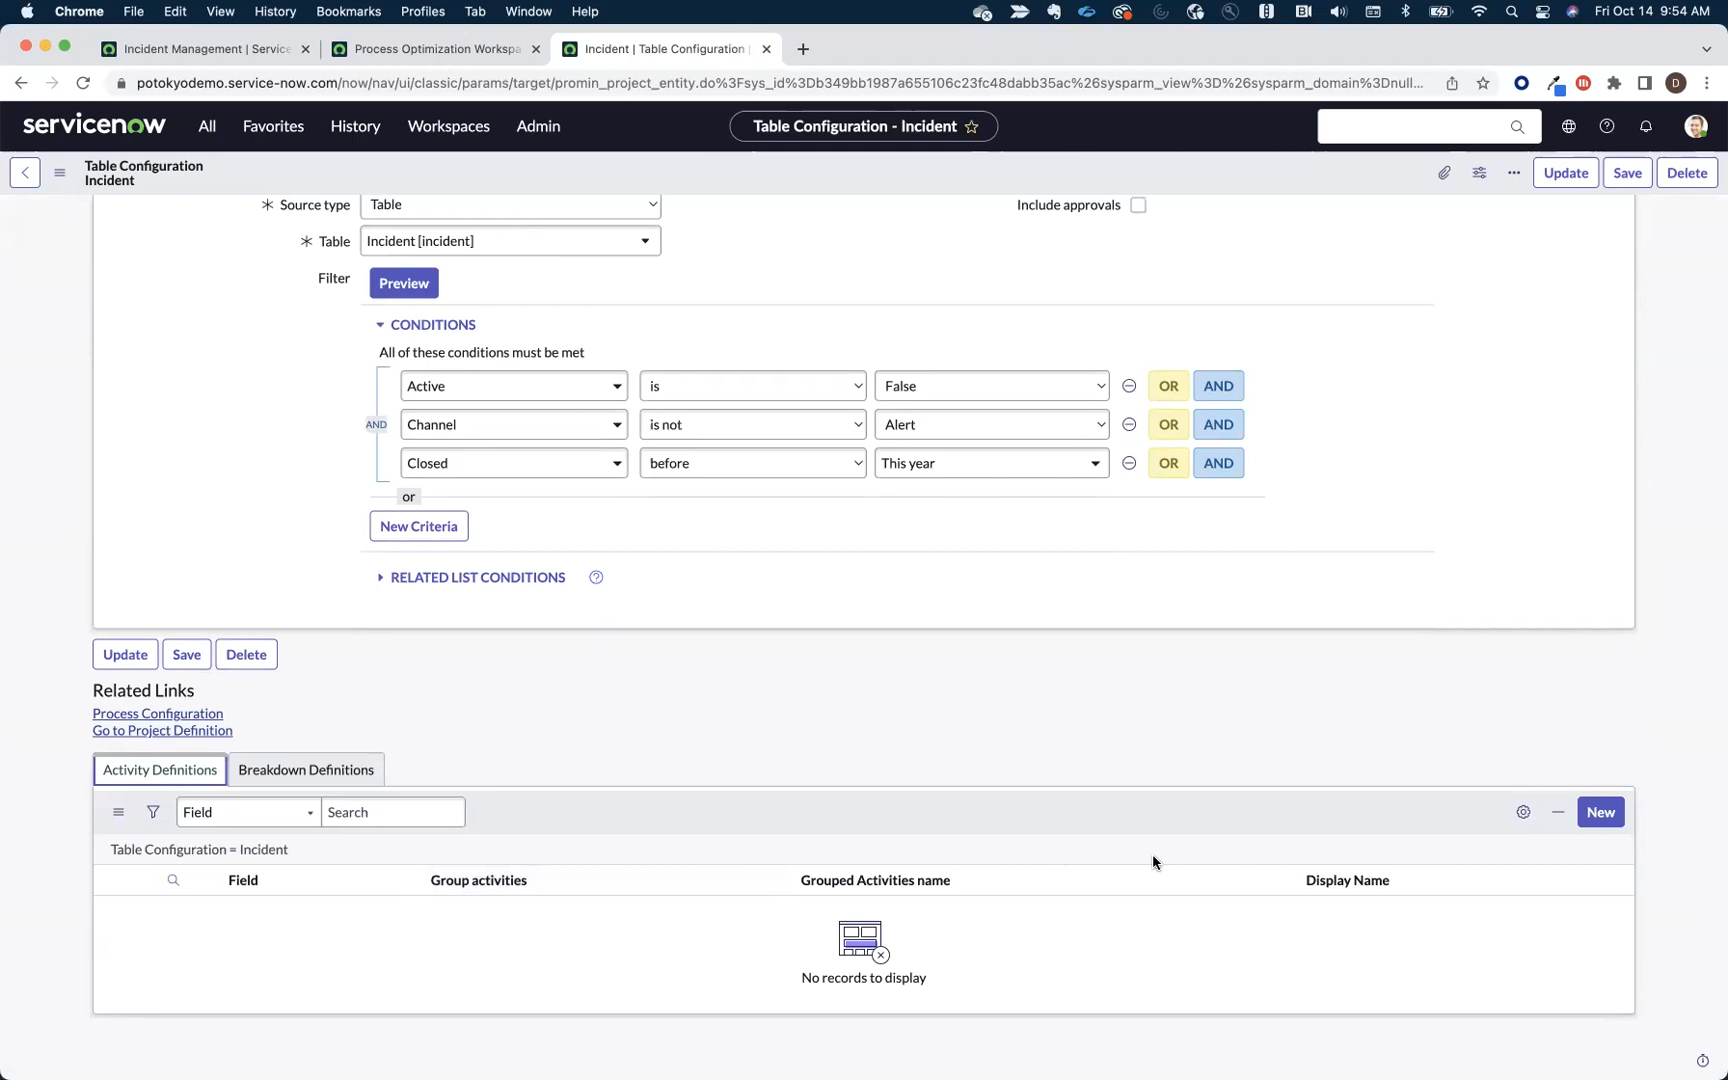 Chrome File Edit View History Bookmarks Profiles Tab Window Help Fri Oct 14 9:54 AM
Incident Management | Service Process Optimization Workspa Incident | Table Configuration |
potokyodemo.service-now.com/now/nav/ui/classic/params/target/promin_project_entity.do%3Fsys_id%3Db349bb1987a655106c23fc48dabb35ac%26sysparm_view%3D%26sysparm_domain%3Dnull... D
servicenow All Favorites History Workspaces Admin Table Configuration - Incident
Table Configuration
Incident
Update Save Delete
Source type Table Include approvals
Table Incident [incident]
Filter Preview
CONDITIONS
All of these conditions must be met
Active is False OR AND
AND Channel is not Alert OR AND
Closed before This year OR AND
or
New Criteria
RELATED LIST CONDITIONS
Update Save Delete
Related Links
Process Configuration
Go to Project Definition
Activity Definitions Breakdown Definitions
Field Search New
Table Configuration = Incident
Field Group activities Grouped Activities name Display Name
No records to display